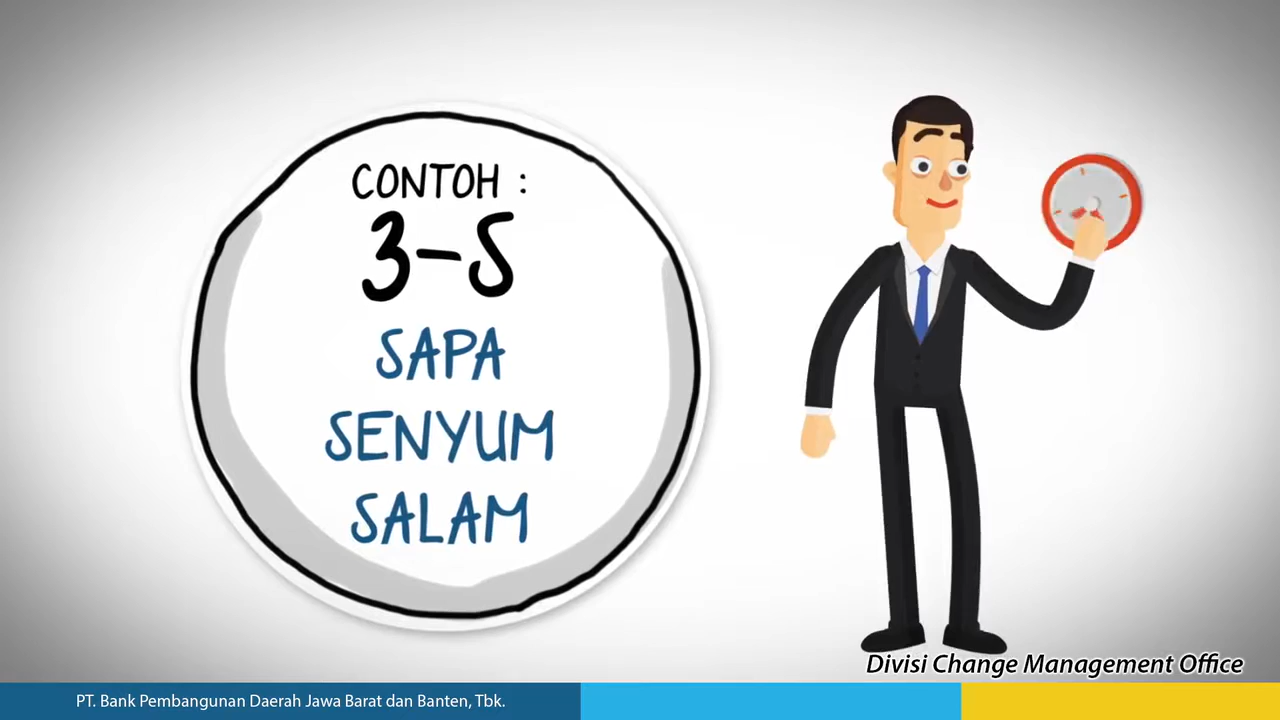 CONTOH :
3-S
SAPA
SENYUM
SALAM
Divisi Change Management Office
PT. Bank Pembangunan Daerah Jawa Barat dan Banten, Tbk.